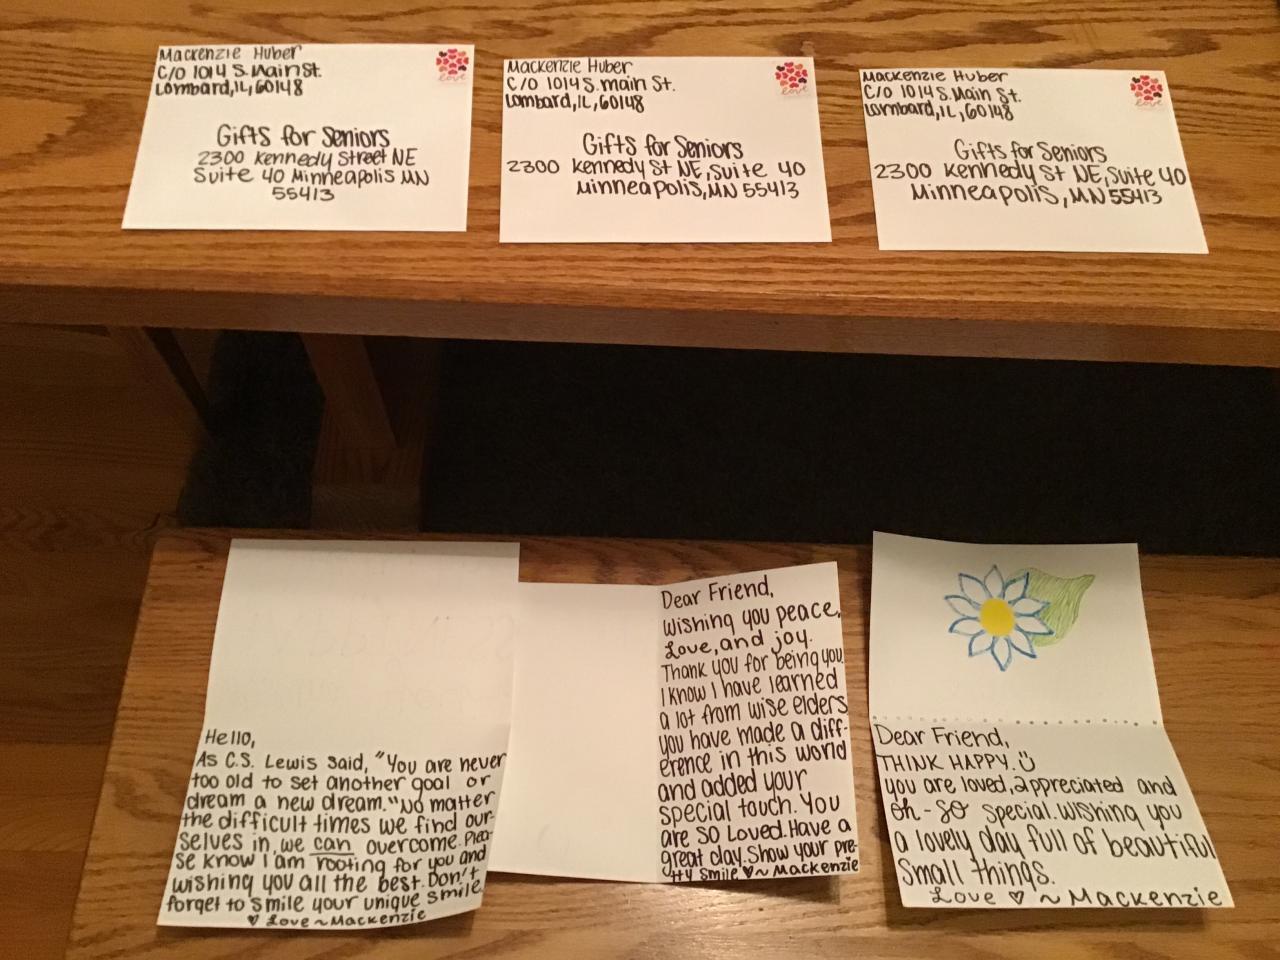 Mackenzie Huber
C/O 1014 S. Main St.
Lombard, IL, 60148
love
Gifts for Seniors
2300 Kennedy Street NE
Suite 40 Minneapolis MN
55413
Mackenzie Huber
C/O 1014 S. main St.
Lombard, IL, 60148
love
Gifts for Seniors
2300 Kennedy St NE, Suite 40
Minneapolis, MN 55413
Mackenzie Huber
C/O 1014 S. Main St.
Lombard, IL, 60148
love
Gifts for Seniors
2300 Kennedy St NE, Suite 40
Minneapolis, MN 55413
Hello,
As C.S. Lewis said, "You are never
too old to set another goal or
dream a new dream." No matter
the difficult times we find our-
selves in, we can overcome. Plea-
se know I am rooting for you and
wishing you all the best. Don't
forget to smile your unique smile.
♥ Love ~ Mackenzie
Dear Friend,
Wishing you peace,
Love, and joy.
Thank you for being you.
I know I have learned
a lot from wise elders.
you have made a diff-
erence in this world
and added your
special touch. You
are so Loved. Have a
great day. Show your pre-
tty smile ♥ ~ Mackenzie
Dear Friend,
THINK HAPPY. ☺
you are loved, appreciated and
oh-so special. Wishing you
a lovely day full of beautiful
small things.
Love ♡ ~ Mackenzie